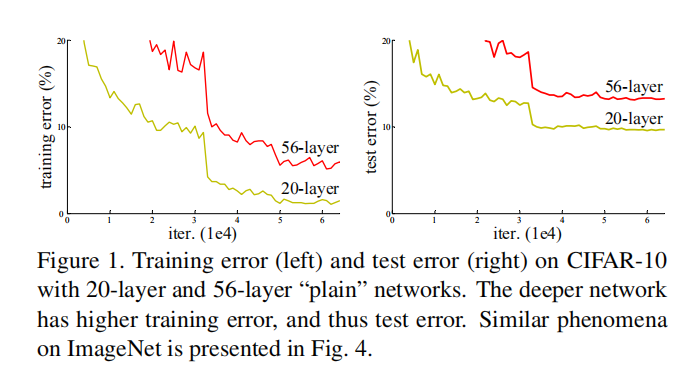 20
10
0
0 1 2 3 4 5 6
training error (%)
iter. (1e4)
56-layer
20-layer
20
10
0
0 1 2 3 4 5 6
test error (%)
iter. (1e4)
56-layer
20-layer
Figure 1. Training error (left) and test error (right) on CIFAR-10
with 20-layer and 56-layer “plain” networks. The deeper network
has higher training error, and thus test error. Similar phenomena
on ImageNet is presented in Fig. 4.